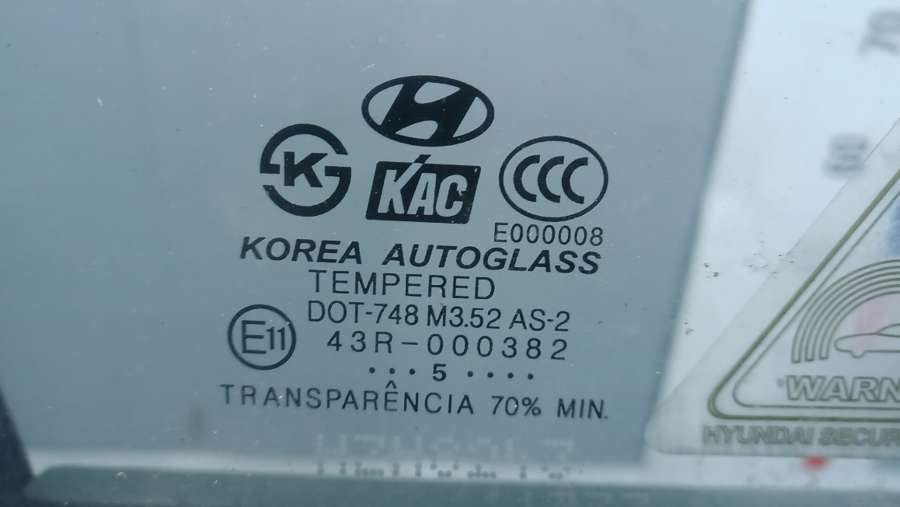 K
KAC
CCC
E000008
KOREA AUTOGLASS
TEMPERED
DOT-748 M3.52 AS-2
E11
43R-000382
••• 5 ••••
TRANSPARÊNCIA 70% MIN.
70
WARN
HYUNDAI SECUR